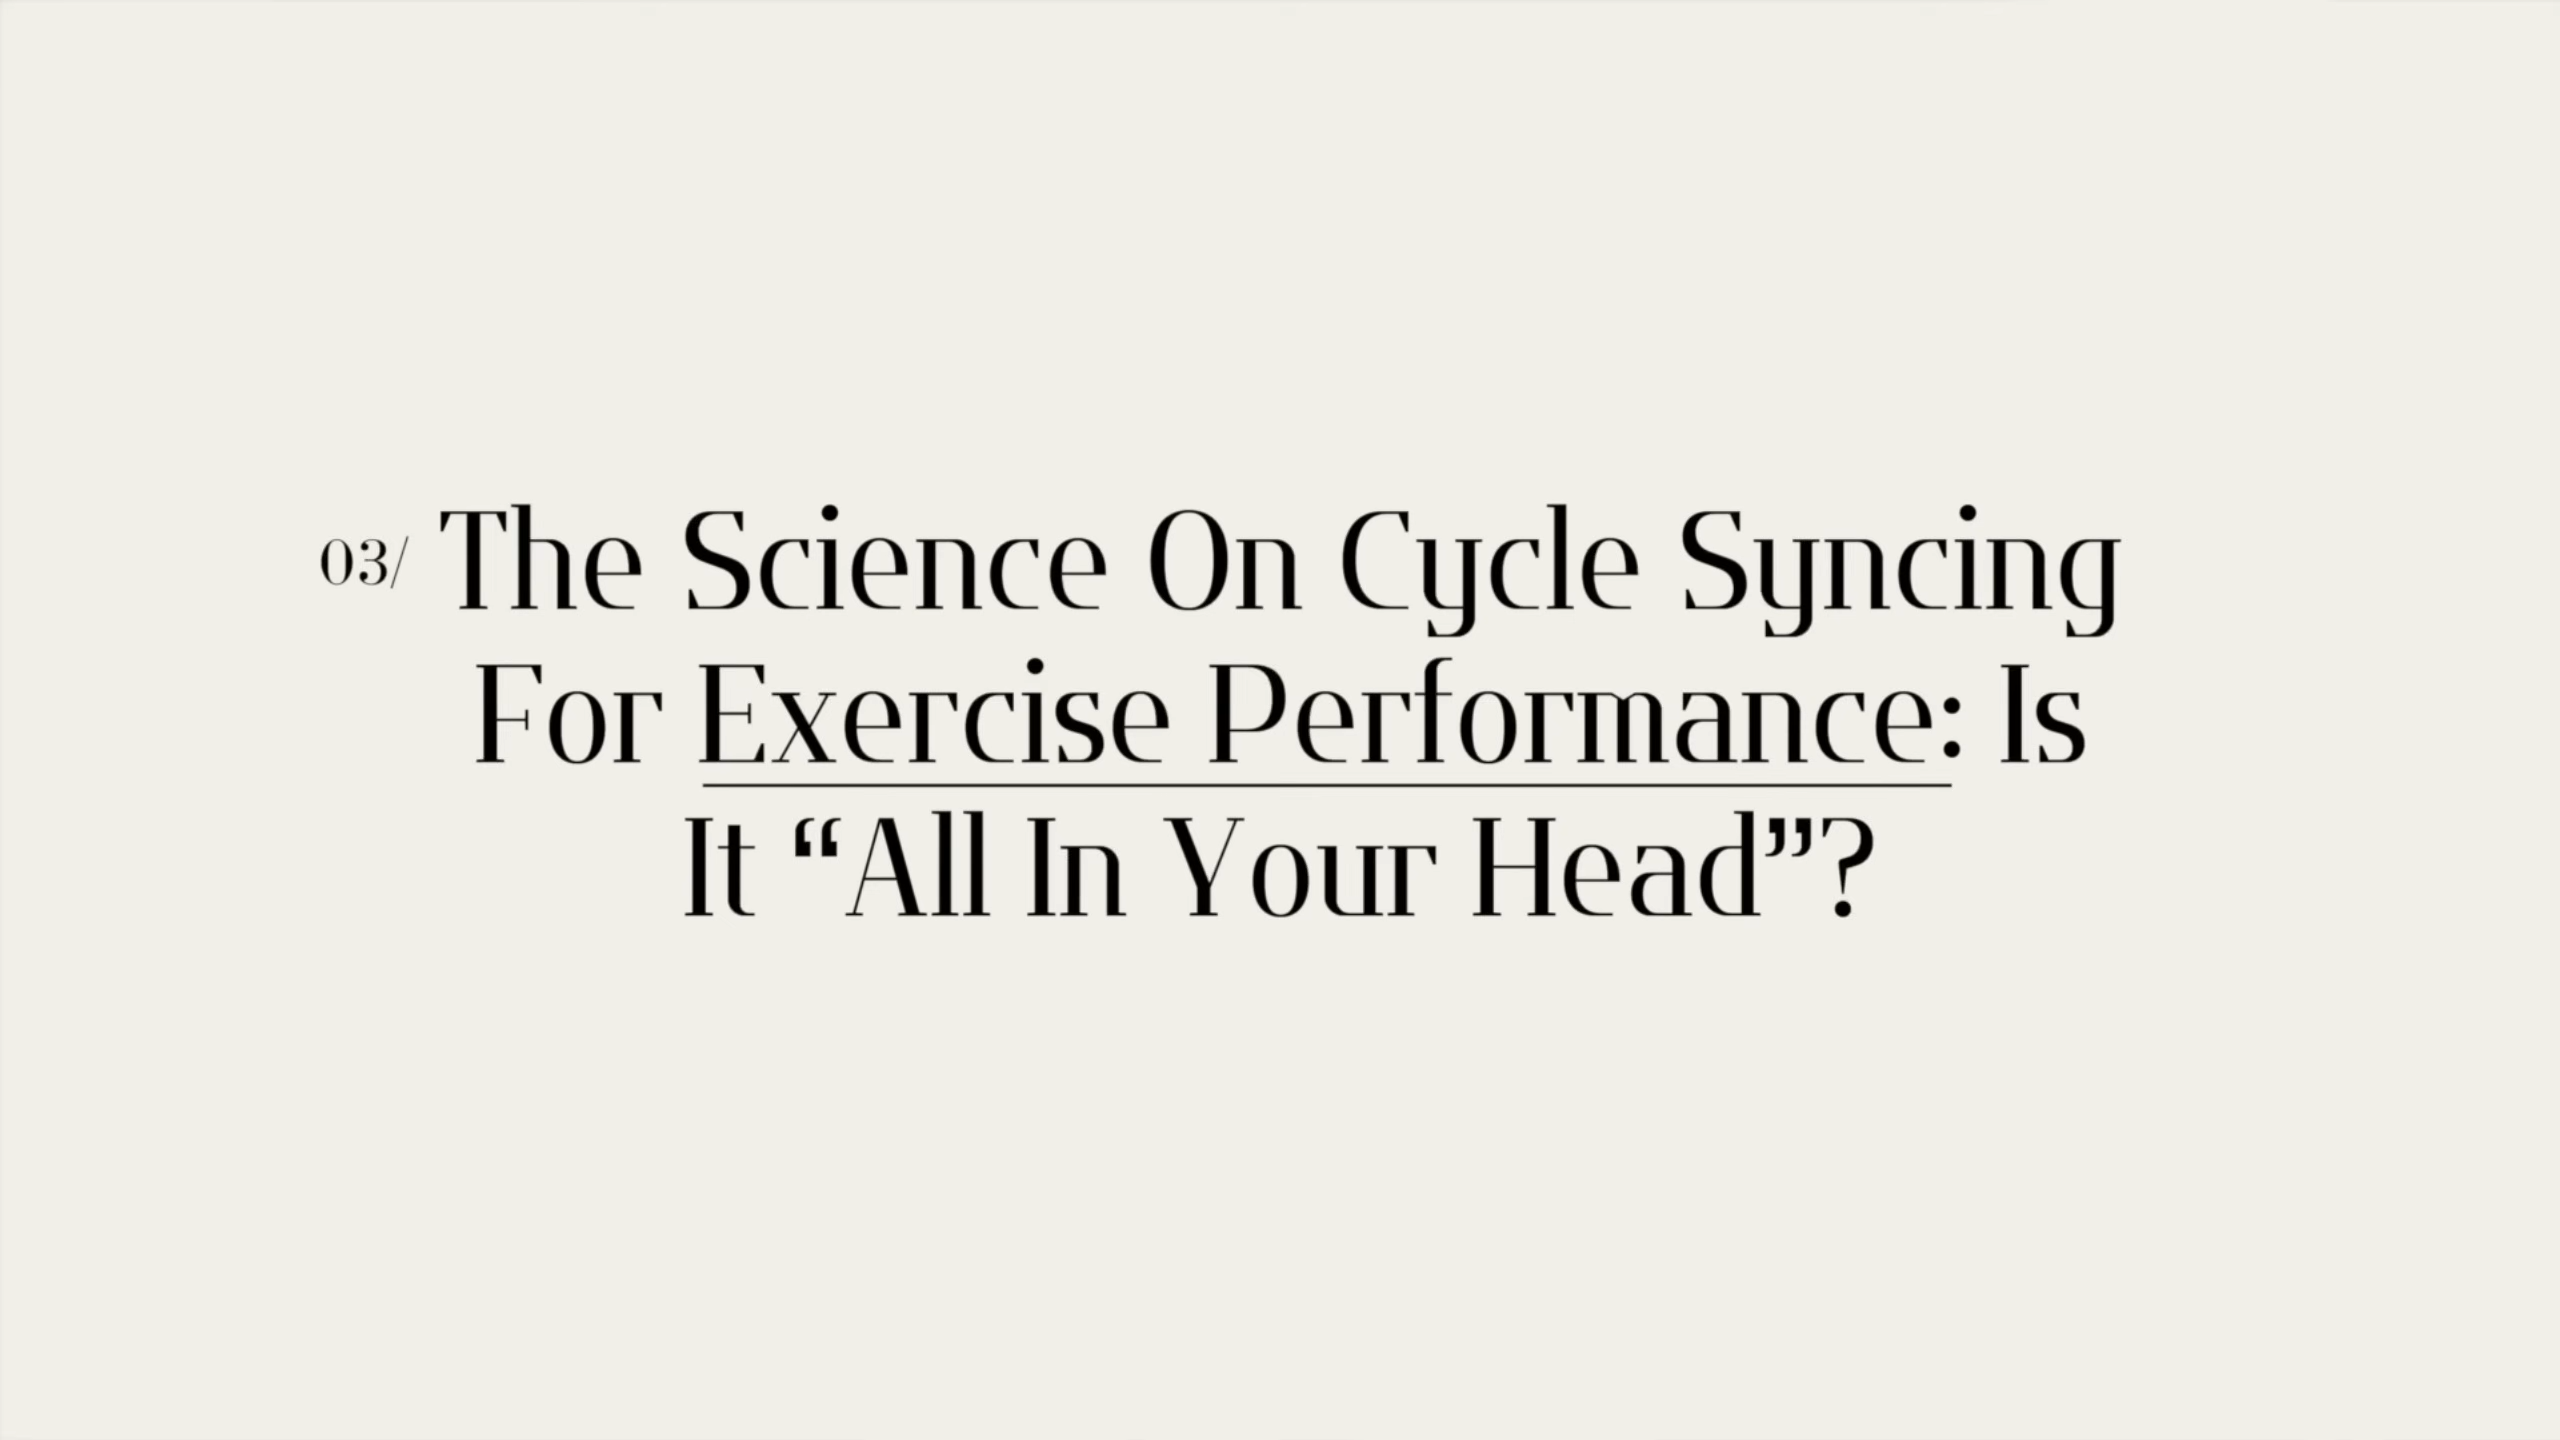 03/ The Science On Cycle Syncing
For Exercise Performance: Is
It “All In Your Head”?